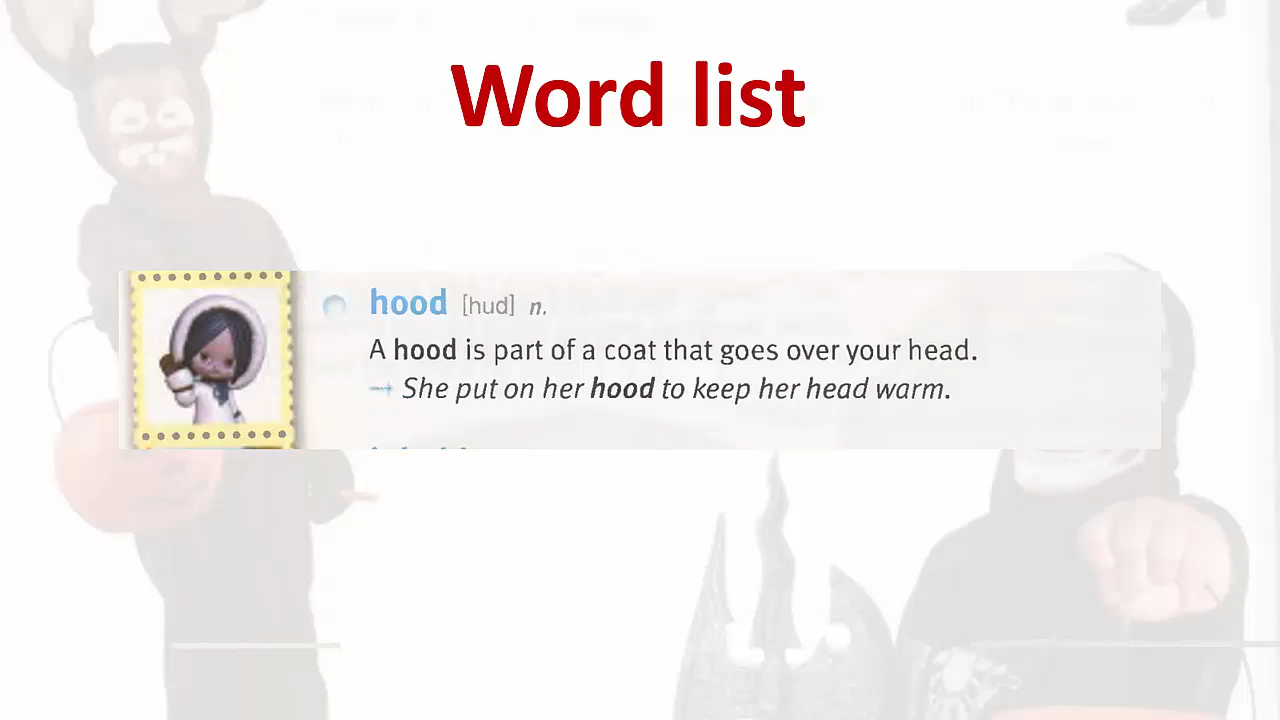 Word list
hood [hud] n.
A hood is part of a coat that goes over your head.
→ She put on her hood to keep her head warm.